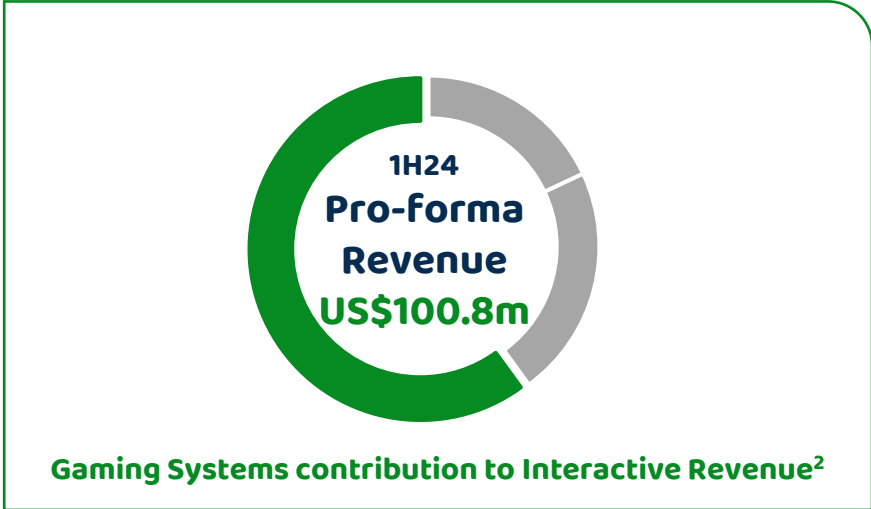 1H24
Pro-forma
Revenue
US$100.8m
Gaming Systems contribution to Interactive Revenue²